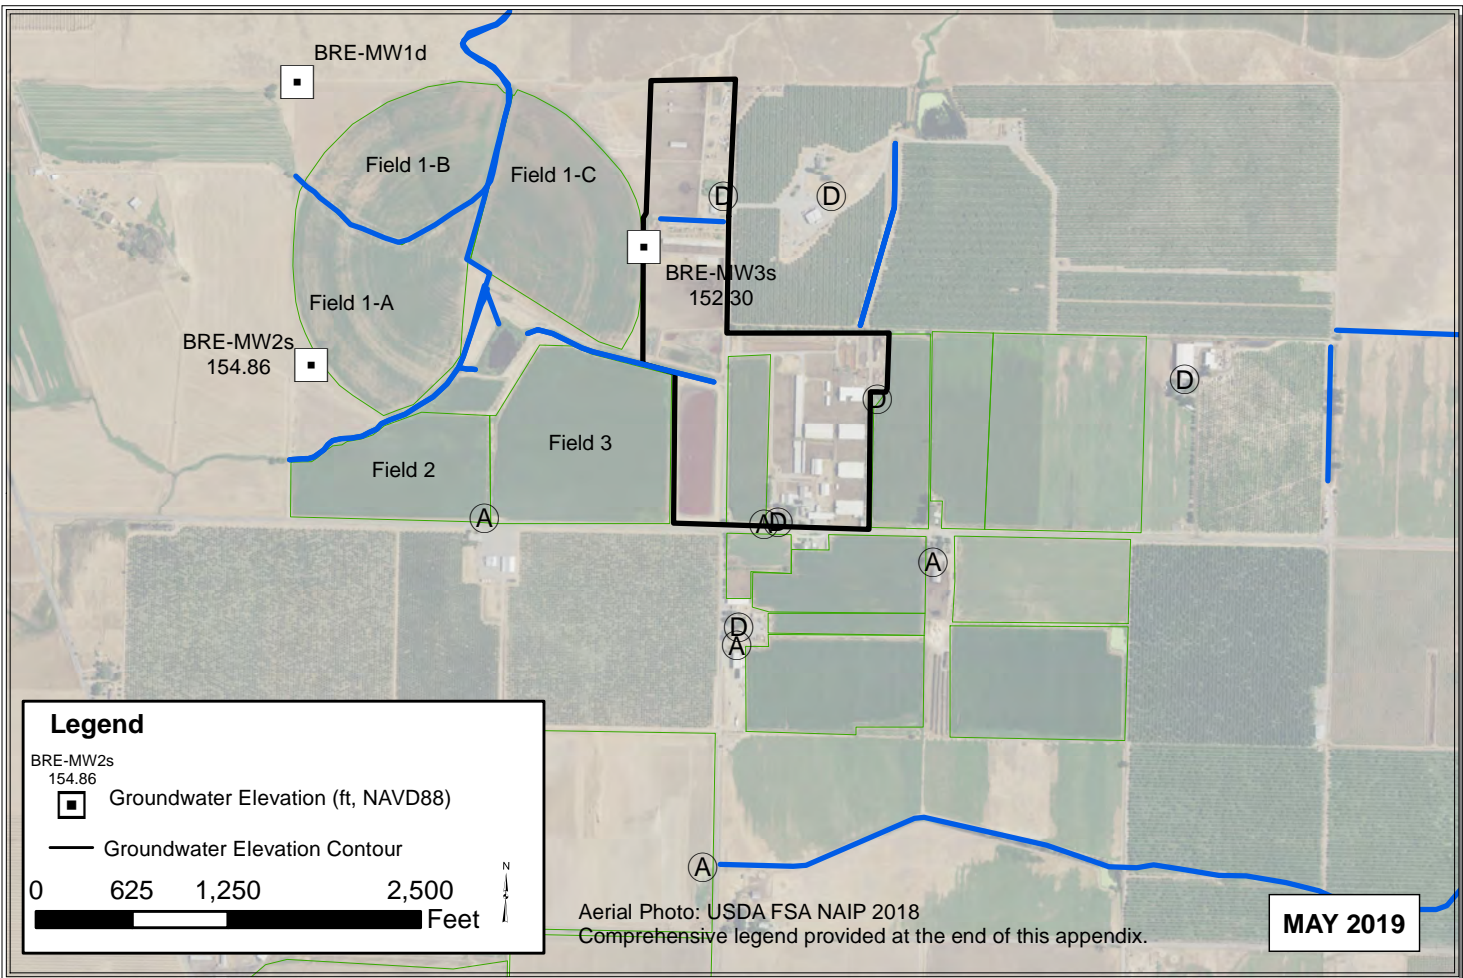 BRE-MW1d
Field 1-B
Field 1-C
D
D
BRE-MW3s
152.30
Field 1-A
BRE-MW2s
154.86
D
D
Field 3
Field 2
A
A
D
A
D
A
A
Legend
BRE-MW2s
154.86
Groundwater Elevation (ft, NAVD88)
Groundwater Elevation Contour
N
0 625 1,250 2,500
Feet
Aerial Photo: USDA FSA NAIP 2018
Comprehensive legend provided at the end of this appendix.
MAY 2019